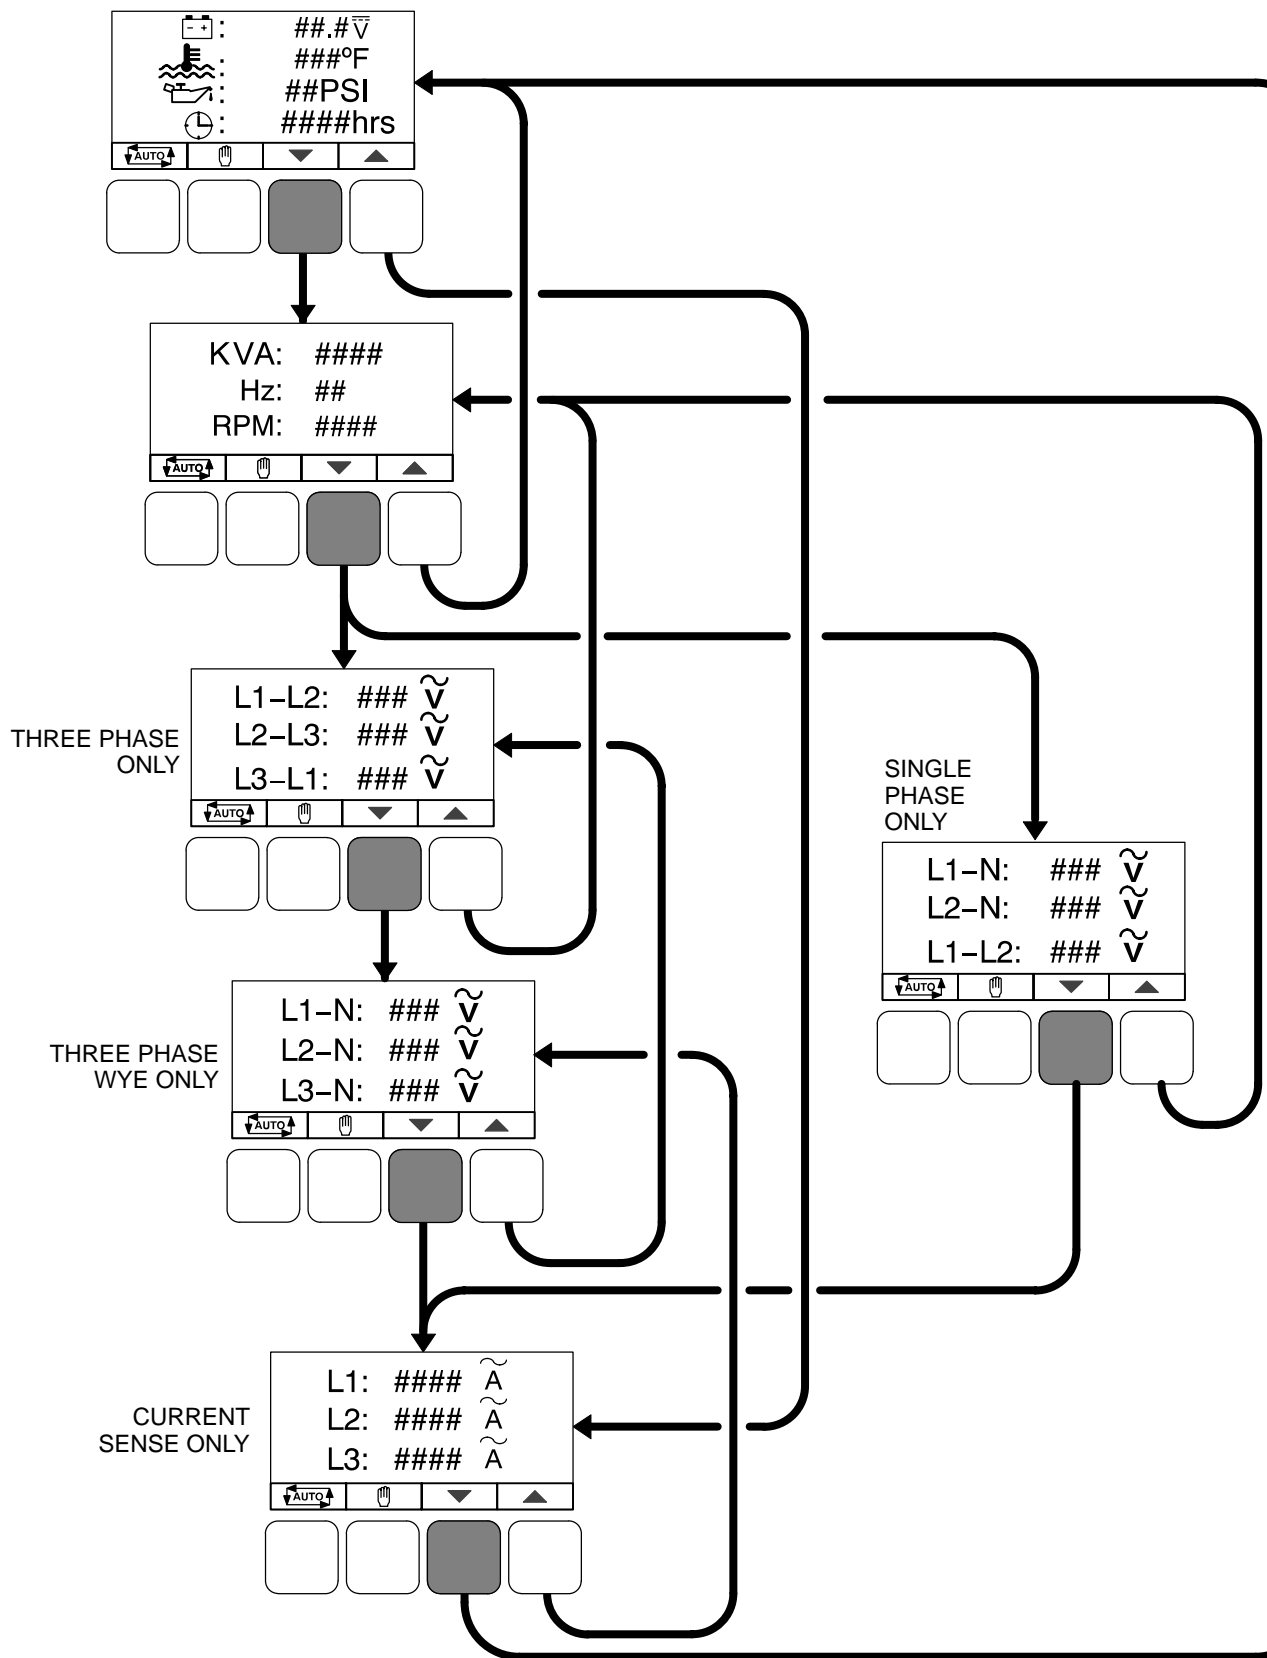 : ##.# V
: ###ºF
: ##PSI
: ####hrs
AUTO
KVA: ####
Hz: ##
RPM: ####
AUTO
THREE PHASE
ONLY
L1–L2: ### V
L2–L3: ### V
L3–L1: ### V
AUTO
SINGLE
PHASE
ONLY
L1–N: ### V
L2–N: ### V
L1–L2: ### V
AUTO
THREE PHASE
WYE ONLY
L1–N: ### V
L2–N: ### V
L3–N: ### V
AUTO
CURRENT
SENSE ONLY
L1: #### A
L2: #### A
L3: #### A
AUTO